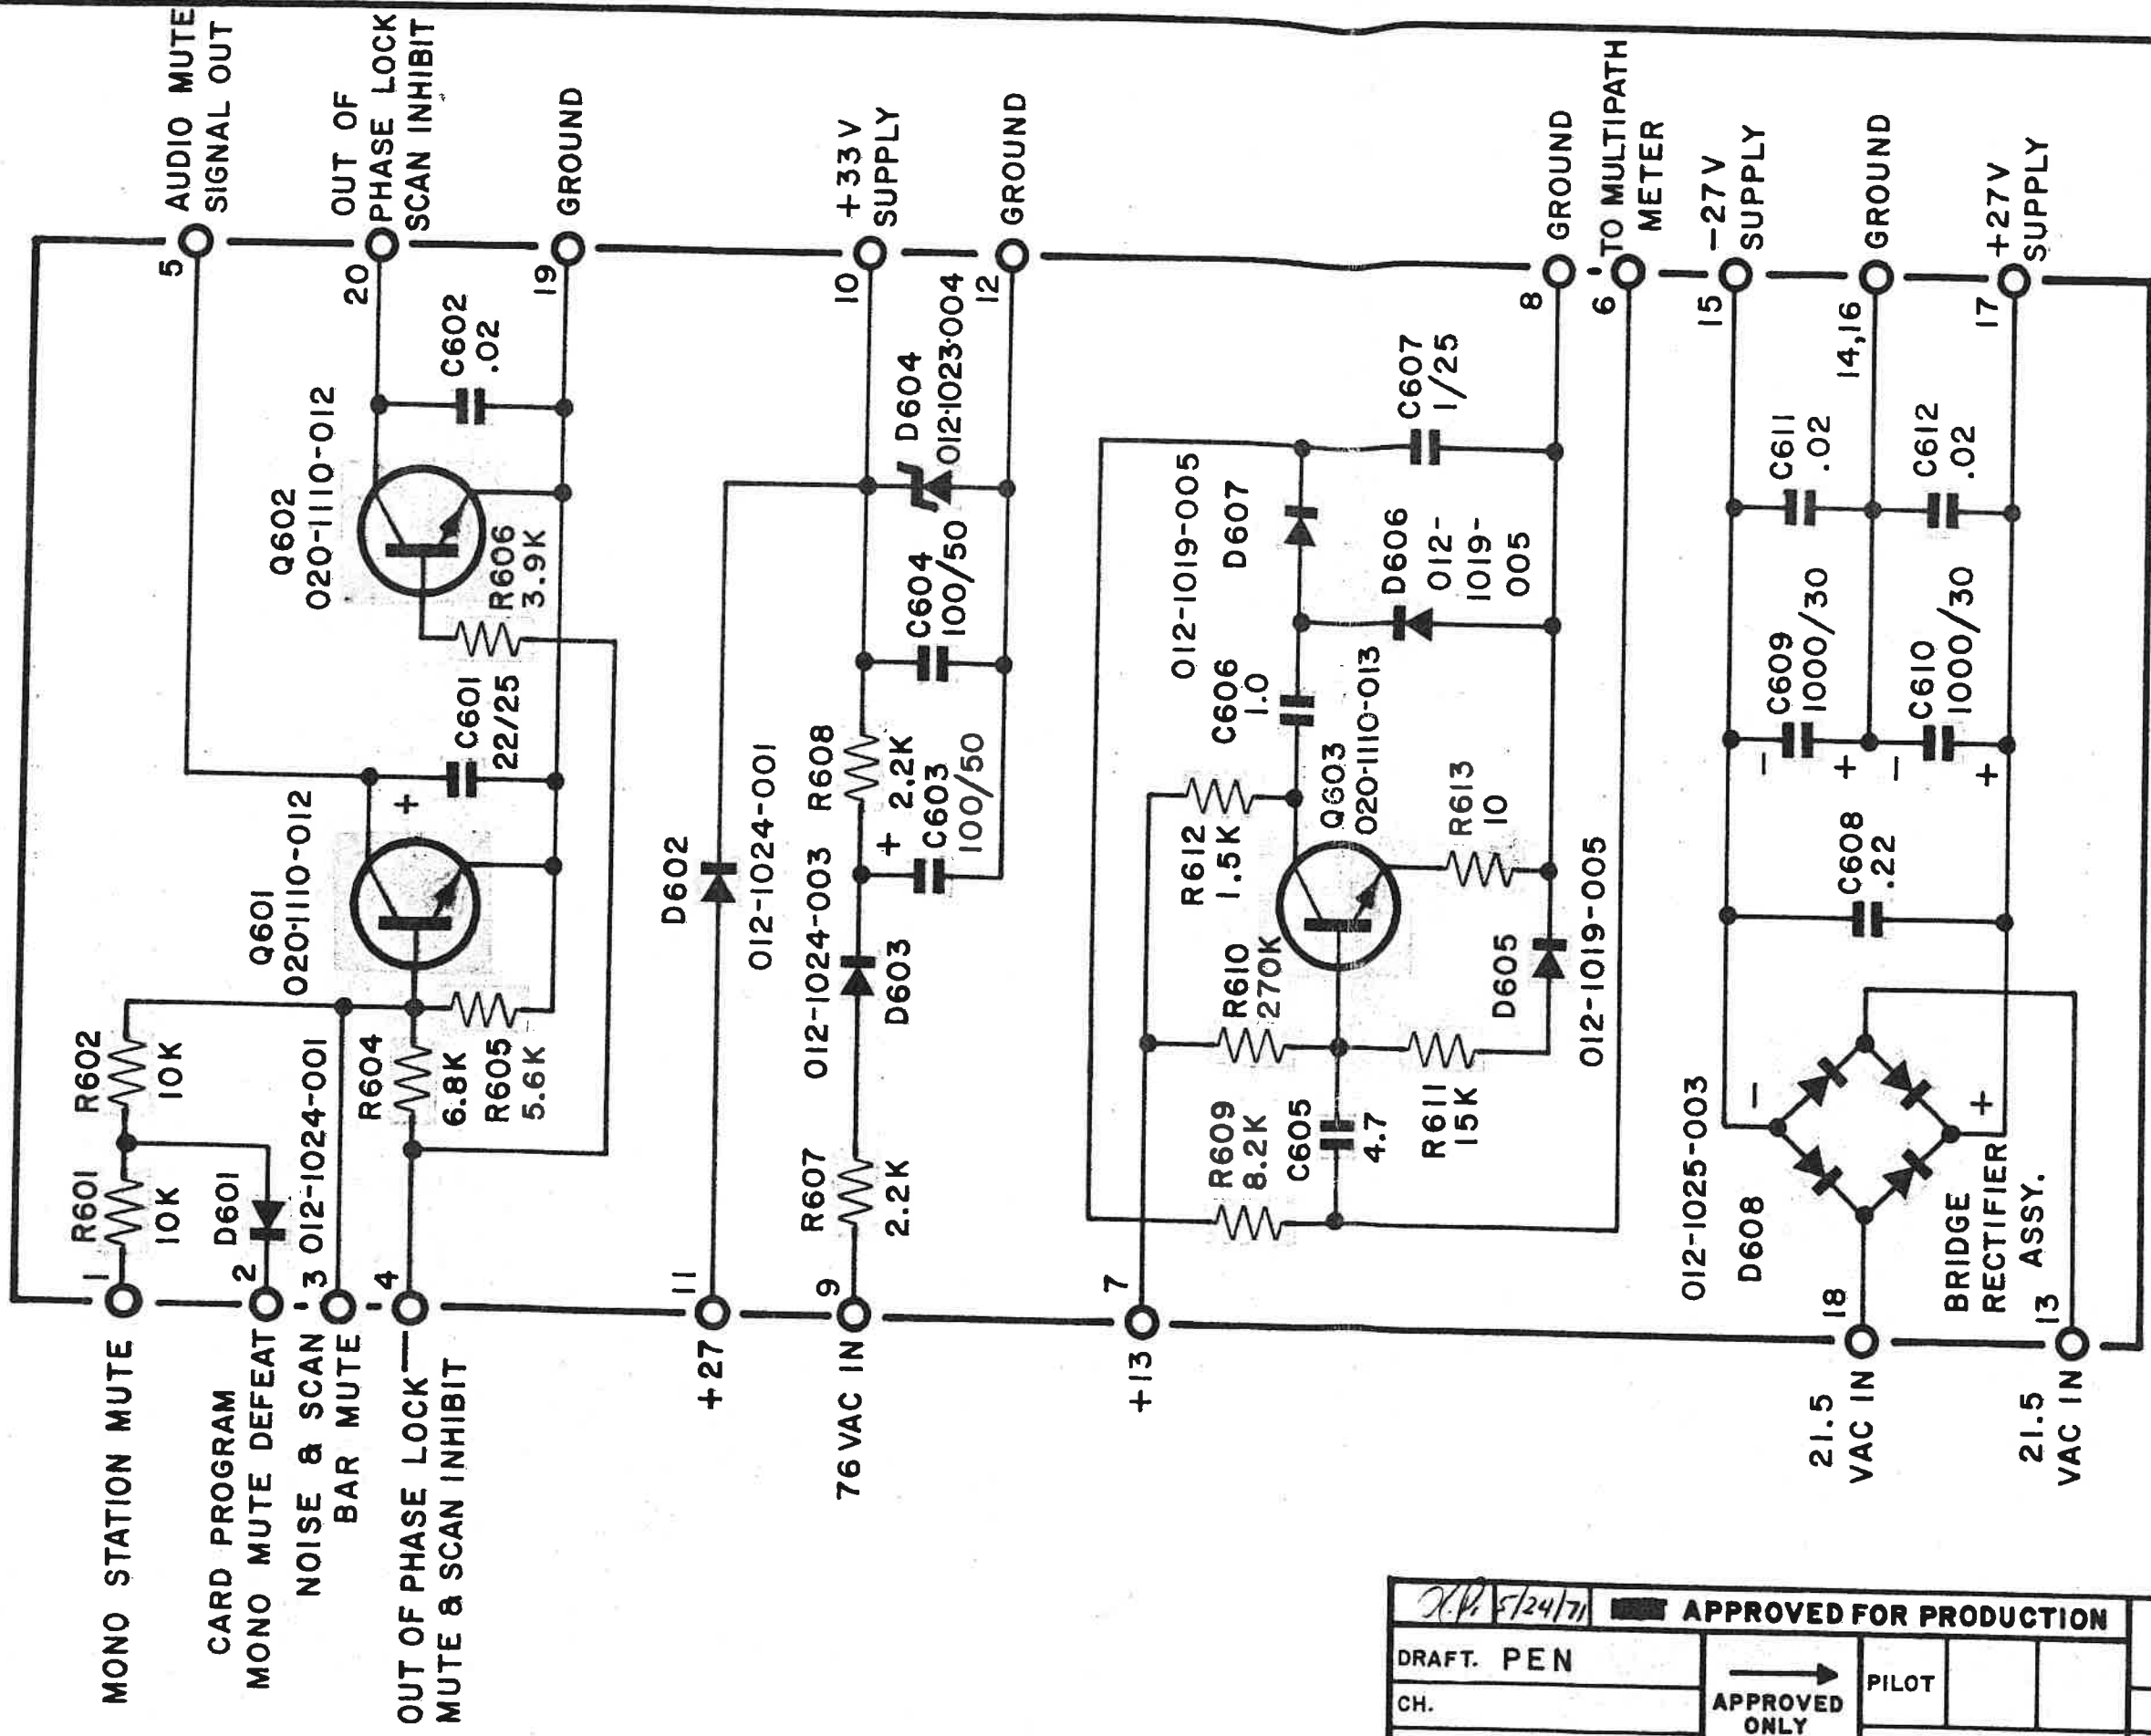 MONO STATION MUTE
CARD PROGRAM
MONO MUTE DEFEAT
NOISE & SCAN
BAR MUTE
OUT OF PHASE LOCK
MUTE & SCAN INHIBIT
1
2
3
4
R601
10K
R602
10K
D601
012-1024-001
R604
6.8K
R605
5.6K
Q601
020-1110-012
+
C601
22/25
Q602
020-1110-012
R606
3.9K
C602
.02
5
AUDIO MUTE
SIGNAL OUT
20
OUT OF
PHASE LOCK
SCAN INHIBIT
19
GROUND
+27
11
D602
012-1024-001
76 VAC IN
9
R607
2.2K
012-1024-003
D603
R608
2.2K
+
C603
100/50
C604
100/50
D604
012-1023-004
10
+33V
SUPPLY
12
GROUND
+13
7
R609
8.2K
C605
4.7
R610
270K
R611
15K
R612
1.5K
Q603
020-1110-013
R613
10
D605
012-1019-005
C606
1.0
012-1019-005
D607
D606
012-
1019-
005
C607
1/25
8
GROUND
6
TO MULTIPATH
METER
012-1025-003
D608
BRIDGE
RECTIFIER
ASSY.
-
+
21.5
VAC IN
18
21.5
VAC IN
13
C608
.22
-
C609
1000/30
+
-
C610
1000/30
+
C611
.02
C612
.02
15
-27V
SUPPLY
14,16
GROUND
17
+27V
SUPPLY
5/24/71
APPROVED FOR PRODUCTION
DRAFT. PEN
CH.
APPROVED
ONLY
PILOT